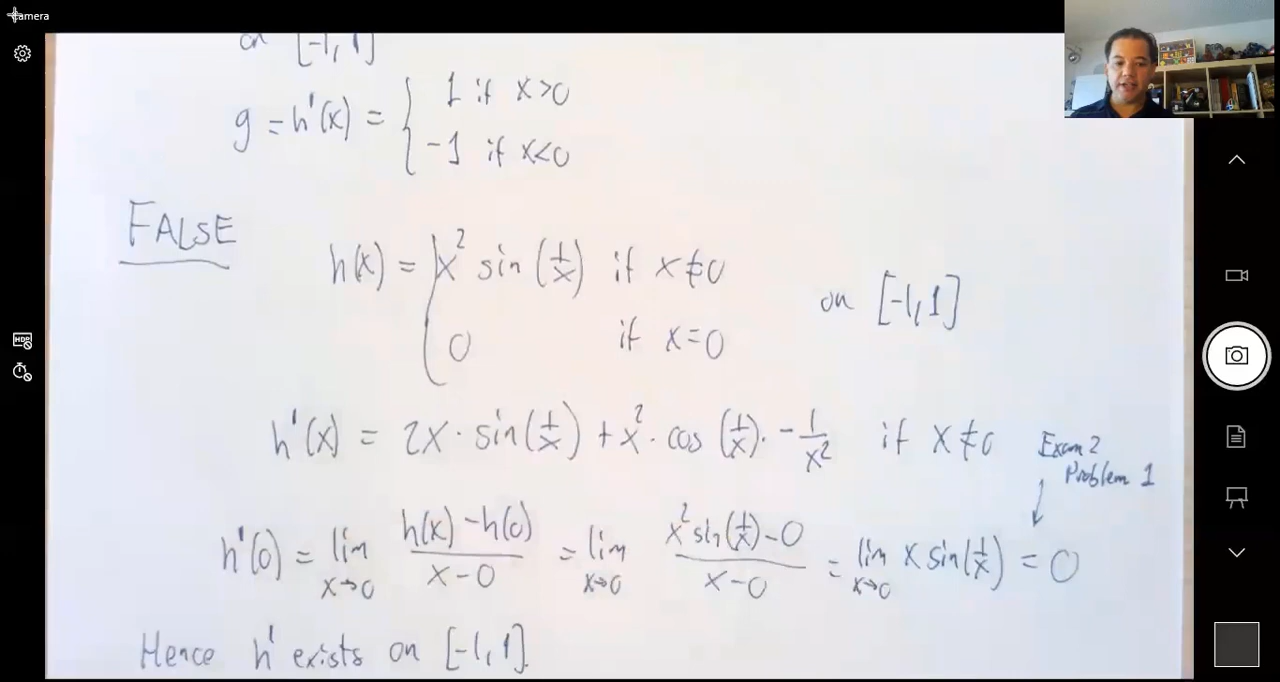 Camera
on [-1, 1]
g = h'(x) = { 1 if x>0
-1 if x<0
FALSE
h(x) = { x² sin(1/x) if x≠0
0 if x=0
on [-1, 1]
h'(x) = 2x · sin(1/x) + x² · cos(1/x) · -1/x² if x≠0
Exam 2
Problem 1
h'(0) = lim x→0 h(x) - h(0) / x-0 = lim x→0 x² sin(1/x) - 0 / x-0 = lim x→0 x sin(1/x) = 0
Hence h' exists on [-1, 1].
HDR